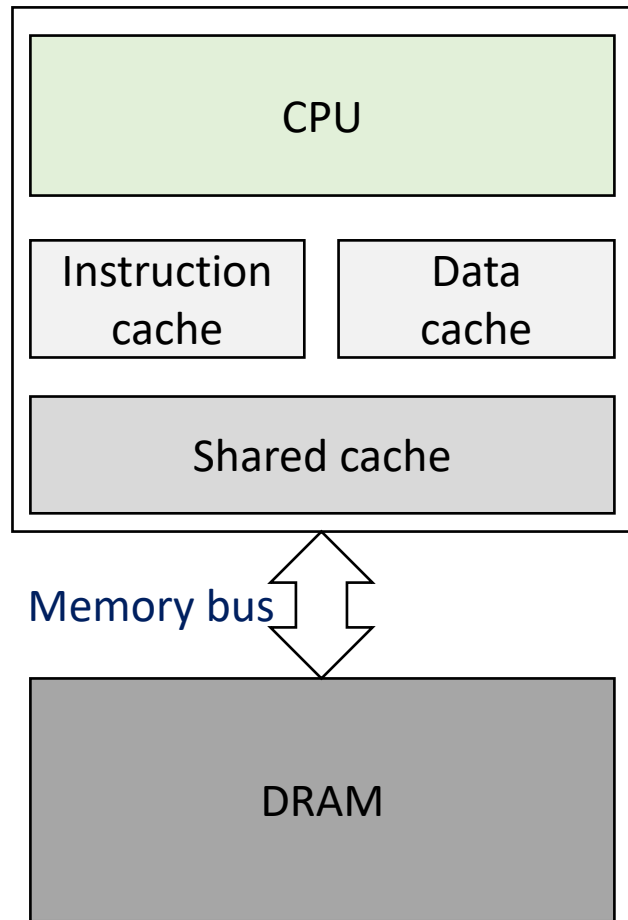 CPU
Instruction
cache
Data
cache
Shared cache
Memory bus
DRAM